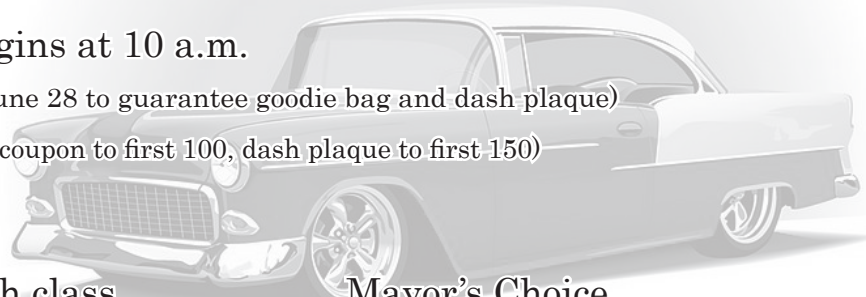 gins at 10 a.m.
une 28 to guarantee goodie bag and dash plaque)
coupon to first 100, dash plaque to first 150)
h class Mayor's Choice